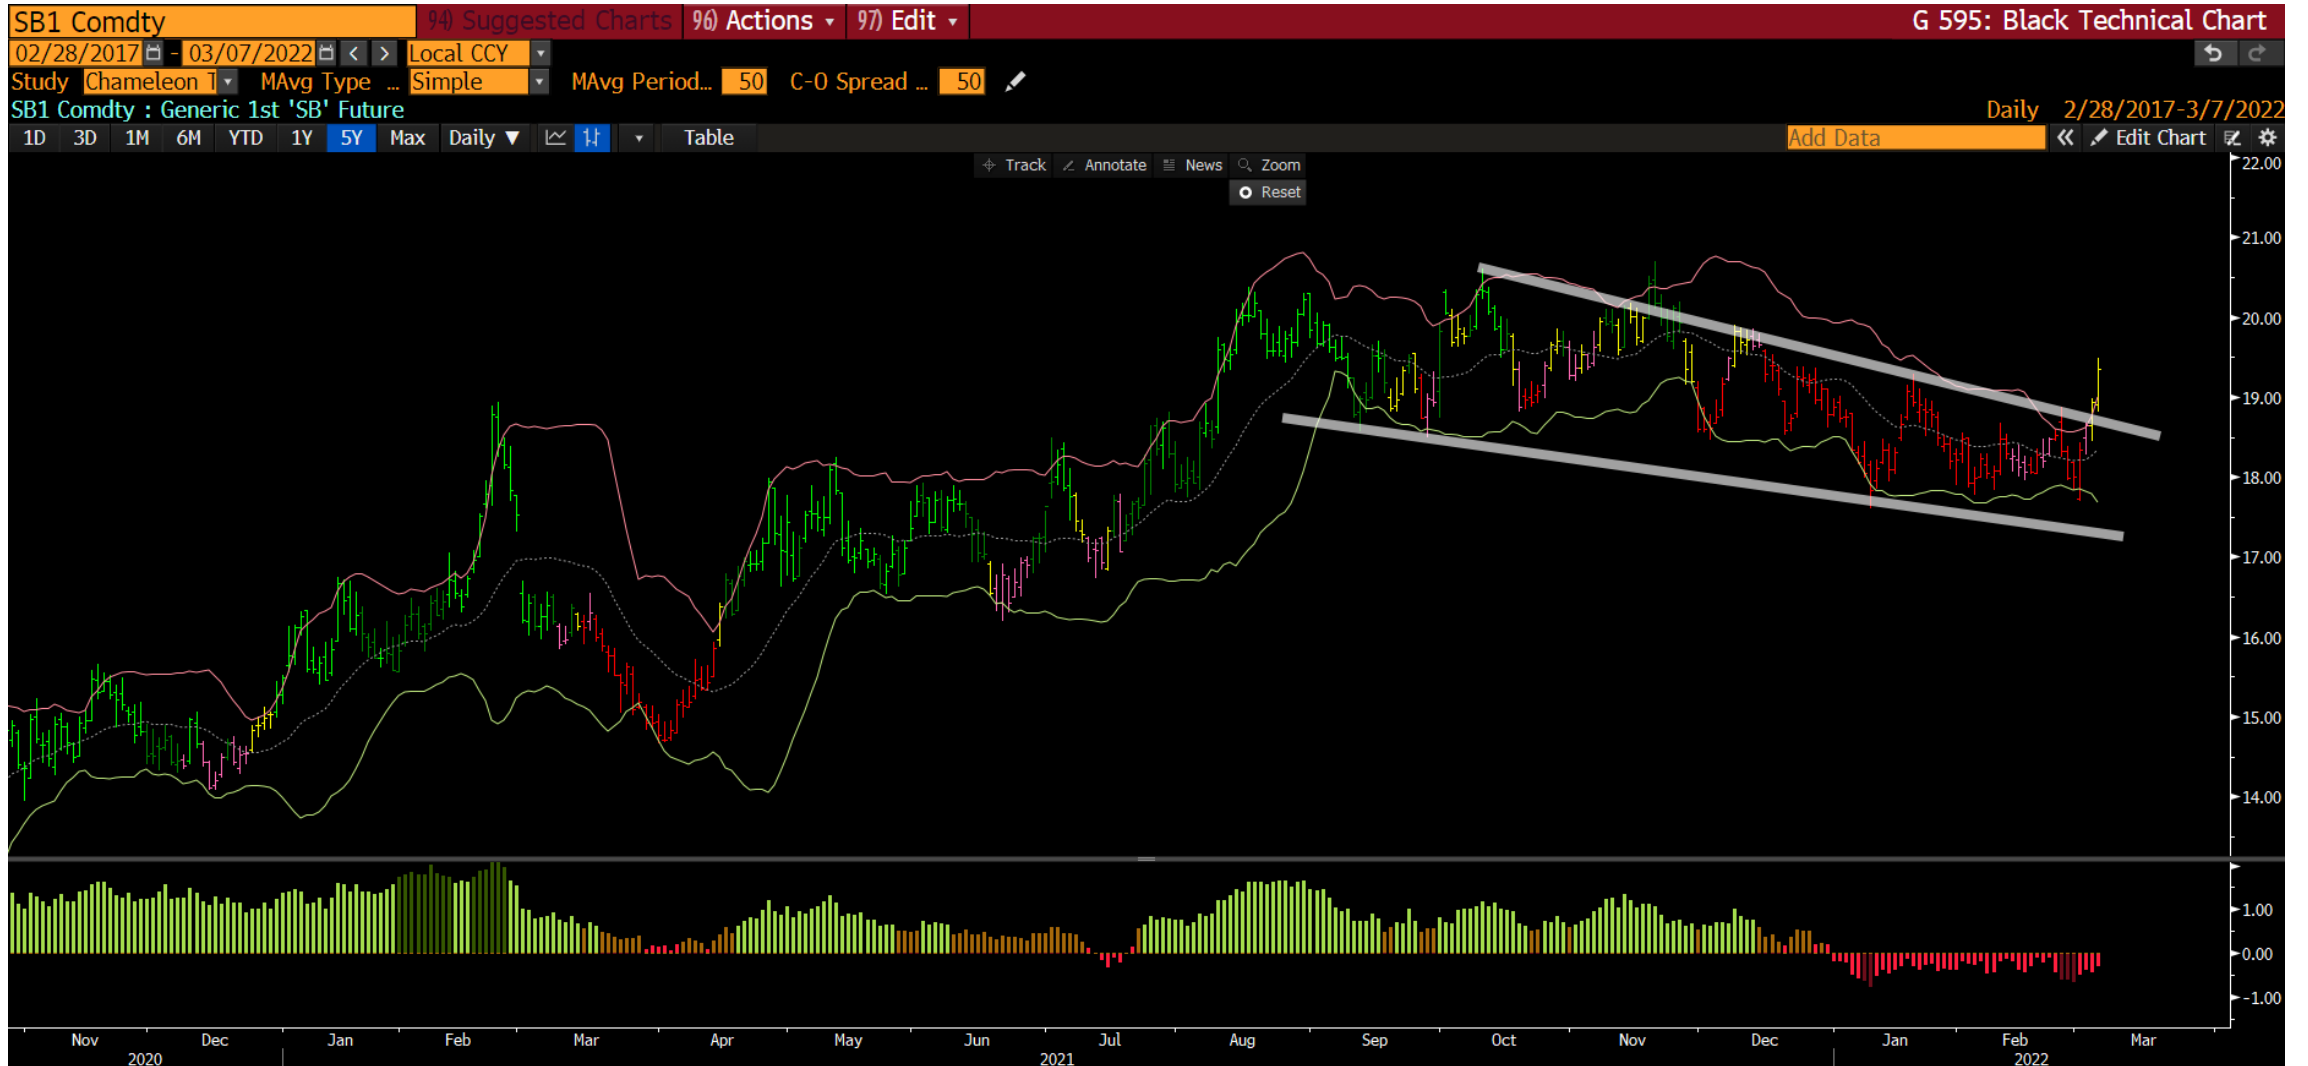 SB1 Comdty 94) Suggested Charts 96) Actions 97) Edit G 595: Black Technical Chart
02/28/2017 - 03/07/2022 < > Local CCY
Study Chameleon T MAvg Type ... Simple MAvg Period... 50 C-O Spread ... 50
SB1 Comdty : Generic 1st 'SB' Future Daily 2/28/2017-3/7/2022
1D 3D 1M 6M YTD 1Y 5Y Max Daily ▼ Table Add Data « Edit Chart
Track Annotate News Zoom
Reset
22.00
21.00
20.00
19.00
18.00
17.00
16.00
15.00
14.00
1.00
0.00
-1.00
Nov Dec Jan Feb Mar Apr May Jun Jul Aug Sep Oct Nov Dec Jan Feb Mar
2020 2021 2022